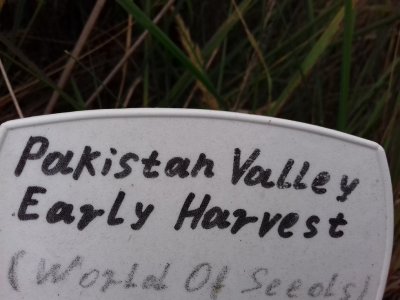 Pakistan Valley
Early Harvest
(World Of Seeds)